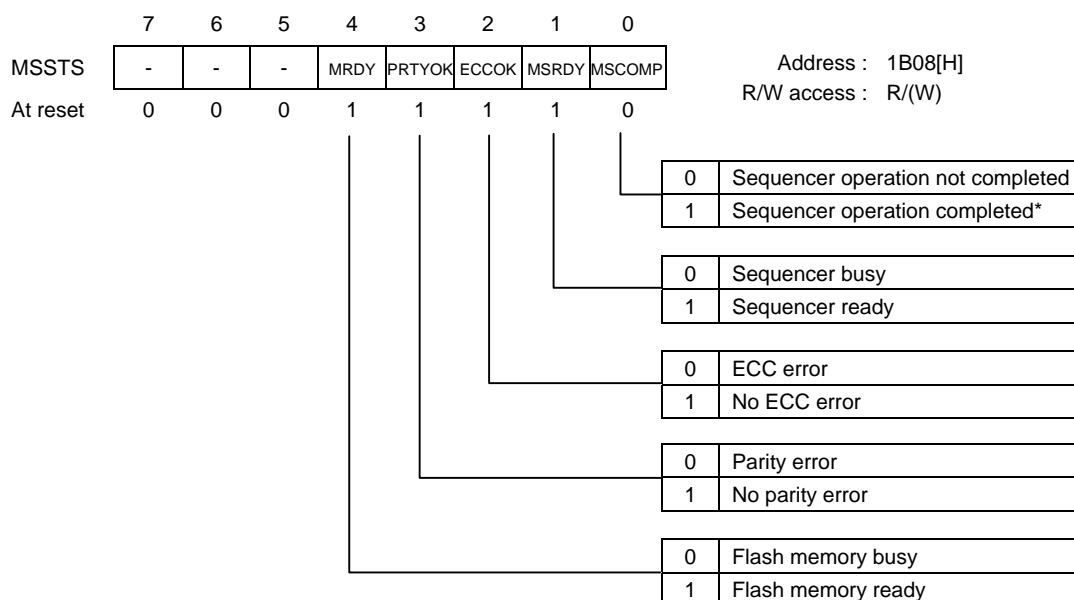 7 6 5 4 3 2 1 0
MSSTS - - - MRDY PRTYOK ECCOK MSRDY MSCOMP
At reset 0 0 0 1 1 1 1 0
Address : 1B08[H]
R/W access : R/(W)
0 Sequencer operation not completed
1 Sequencer operation completed*
0 Sequencer busy
1 Sequencer ready
0 ECC error
1 No ECC error
0 Parity error
1 No parity error
0 Flash memory busy
1 Flash memory ready